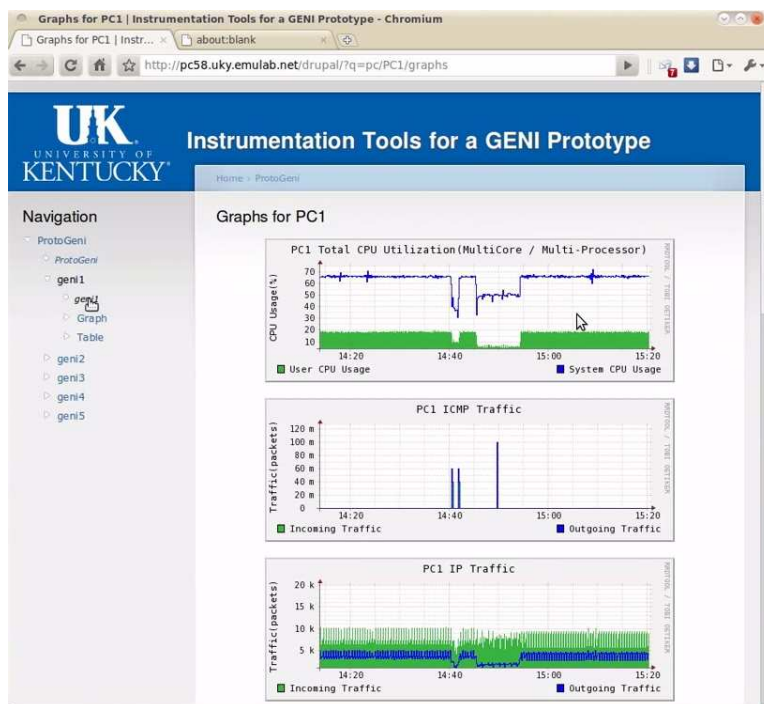 Graphs for PC1 | Instrumentation Tools for a GENI Prototype - Chromium
Graphs for PC1 | Instr...
about:blank
http://pc58.uky.emulab.net/drupal/?q=pc/PC1/graphs
7
UK
UNIVERSITY OF
KENTUCKY
Instrumentation Tools for a GENI Prototype
Home › ProtoGeni
Navigation
ProtoGeni
ProtoGeni
geni1
geni1
Graph
Table
geni2
geni3
geni4
geni5
Graphs for PC1
PC1 Total CPU Utilization(MultiCore / Multi-Processor)
RRDTOOL / TOBI OETIKER
CPU Usage(%)
70
60
50
40
30
20
10
14:20 14:40 15:00 15:20
User CPU Usage System CPU Usage
PC1 ICMP Traffic
RRDTOOL / TOBI OETIKER
Traffic(packets)
120 m
100 m
80 m
60 m
40 m
20 m
0
14:20 14:40 15:00 15:20
Incoming Traffic Outgoing Traffic
PC1 IP Traffic
RRDTOOL / TOBI OETIKER
Traffic(packets)
20 k
15 k
10 k
5 k
14:20 14:40 15:00 15:20
Incoming Traffic Outgoing Traffic